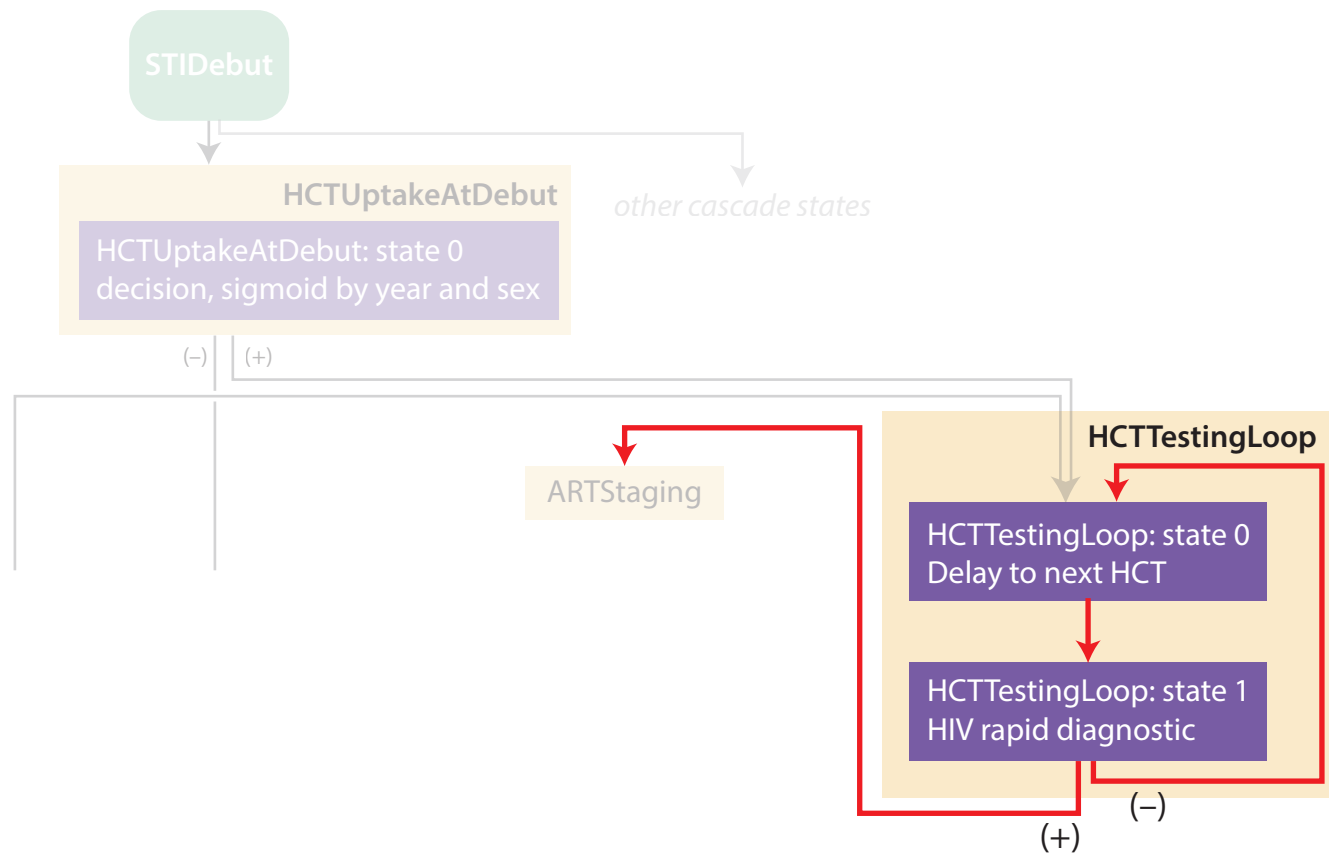 STIDebut
HCTUptakeAtDebut
other cascade states
HCTUptakeAtDebut: state 0
decision, sigmoid by year and sex
(–)
(+)
HCTTestingLoop
ARTStaging
HCTTestingLoop: state 0
Delay to next HCT
HCTTestingLoop: state 1
HIV rapid diagnostic
(–)
(+)